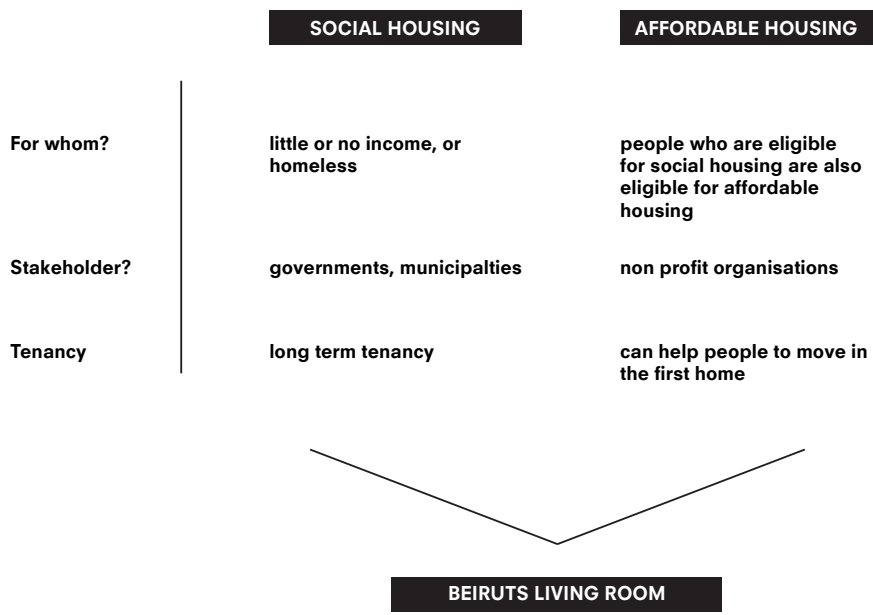 SOCIAL HOUSING
AFFORDABLE HOUSING
For whom?
little or no income, or
homeless
people who are eligible
for social housing are also
eligible for affordable
housing
Stakeholder?
governments, municipalties
non profit organisations
Tenancy
long term tenancy
can help people to move in
the first home
BEIRUTS LIVING ROOM